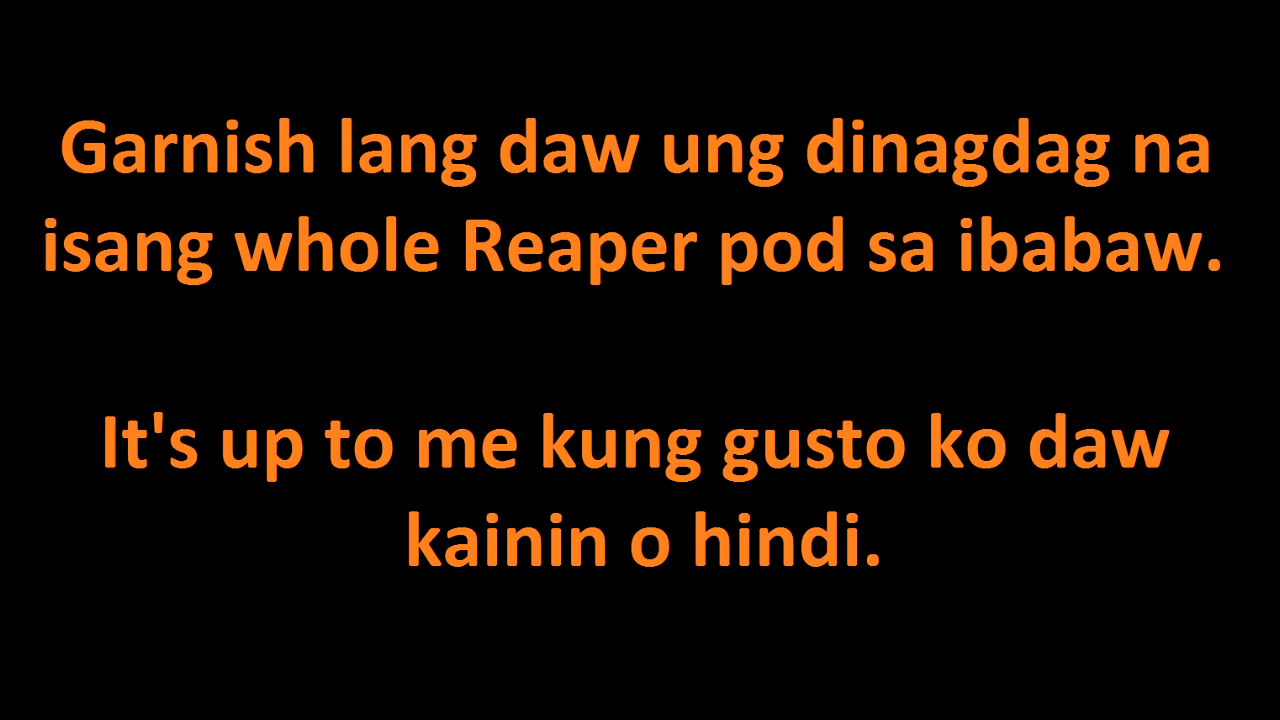 Garnish lang daw ung dinagdag na
isang whole Reaper pod sa ibabaw.
It's up to me kung gusto ko daw
kainin o hindi.